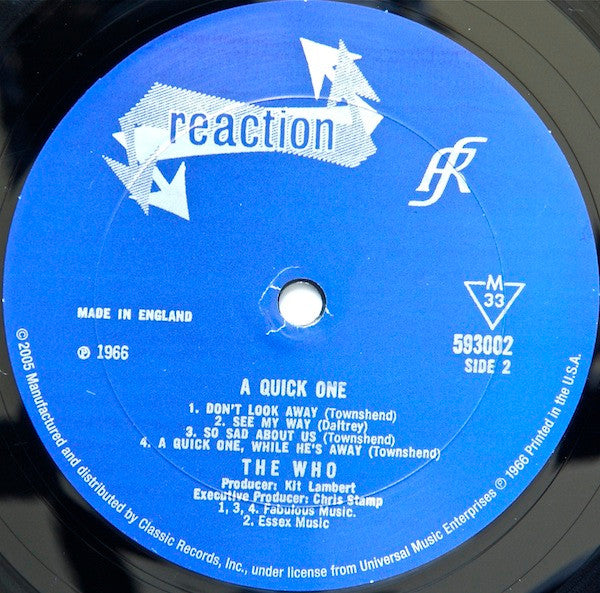 reaction
R
MADE IN ENGLAND
℗ 1966
M
33
593002
SIDE 2
A QUICK ONE
1. DON'T LOOK AWAY (Townshend)
2. SEE MY WAY (Daltrey)
3. SO SAD ABOUT US (Townshend)
4. A QUICK ONE, WHILE HE'S AWAY (Townshend)
THE WHO
Producer: Kit Lambert
Executive Producer: Chris Stamp
1, 3, 4. Fabulous Music.
2. Essex Music
© 2005 Manufactured and distributed by Classic Records, Inc., under license from Universal Music Enterprises ℗ 1966 Printed in the U.S.A.